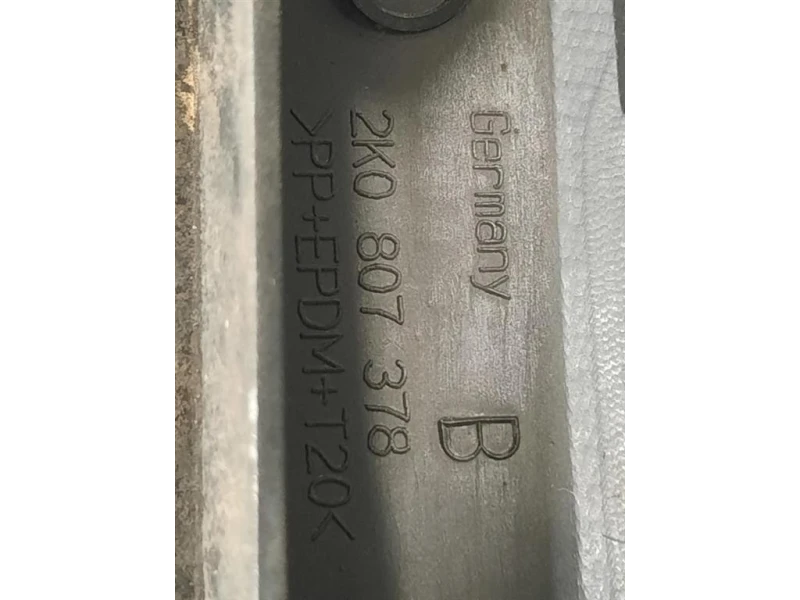 Germany
B
2K0 807 378
>PP+EPDM+T20<